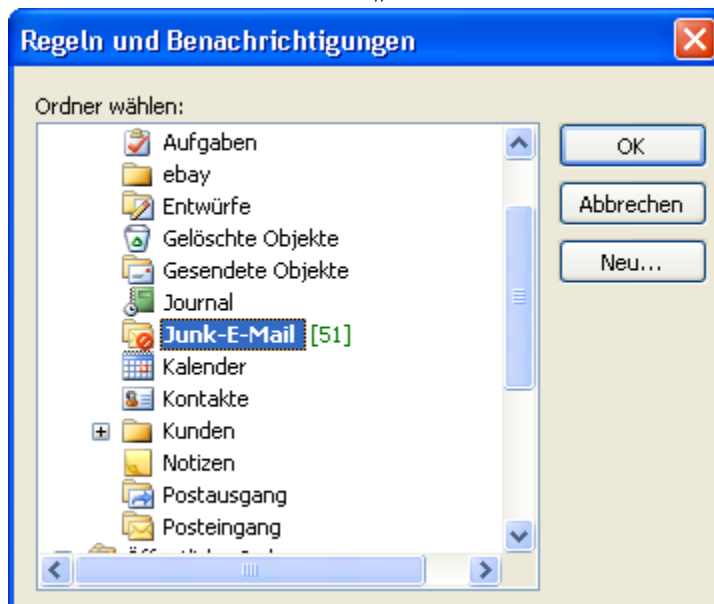 Regeln und Benachrichtigungen
Ordner wählen:
Aufgaben
OK
ebay
Entwürfe
Abbrechen
Gelöschte Objekte
Gesendete Objekte
Neu...
Journal
Junk-E-Mail [51]
Kalender
Kontakte
Kunden
Notizen
Postausgang
Posteingang